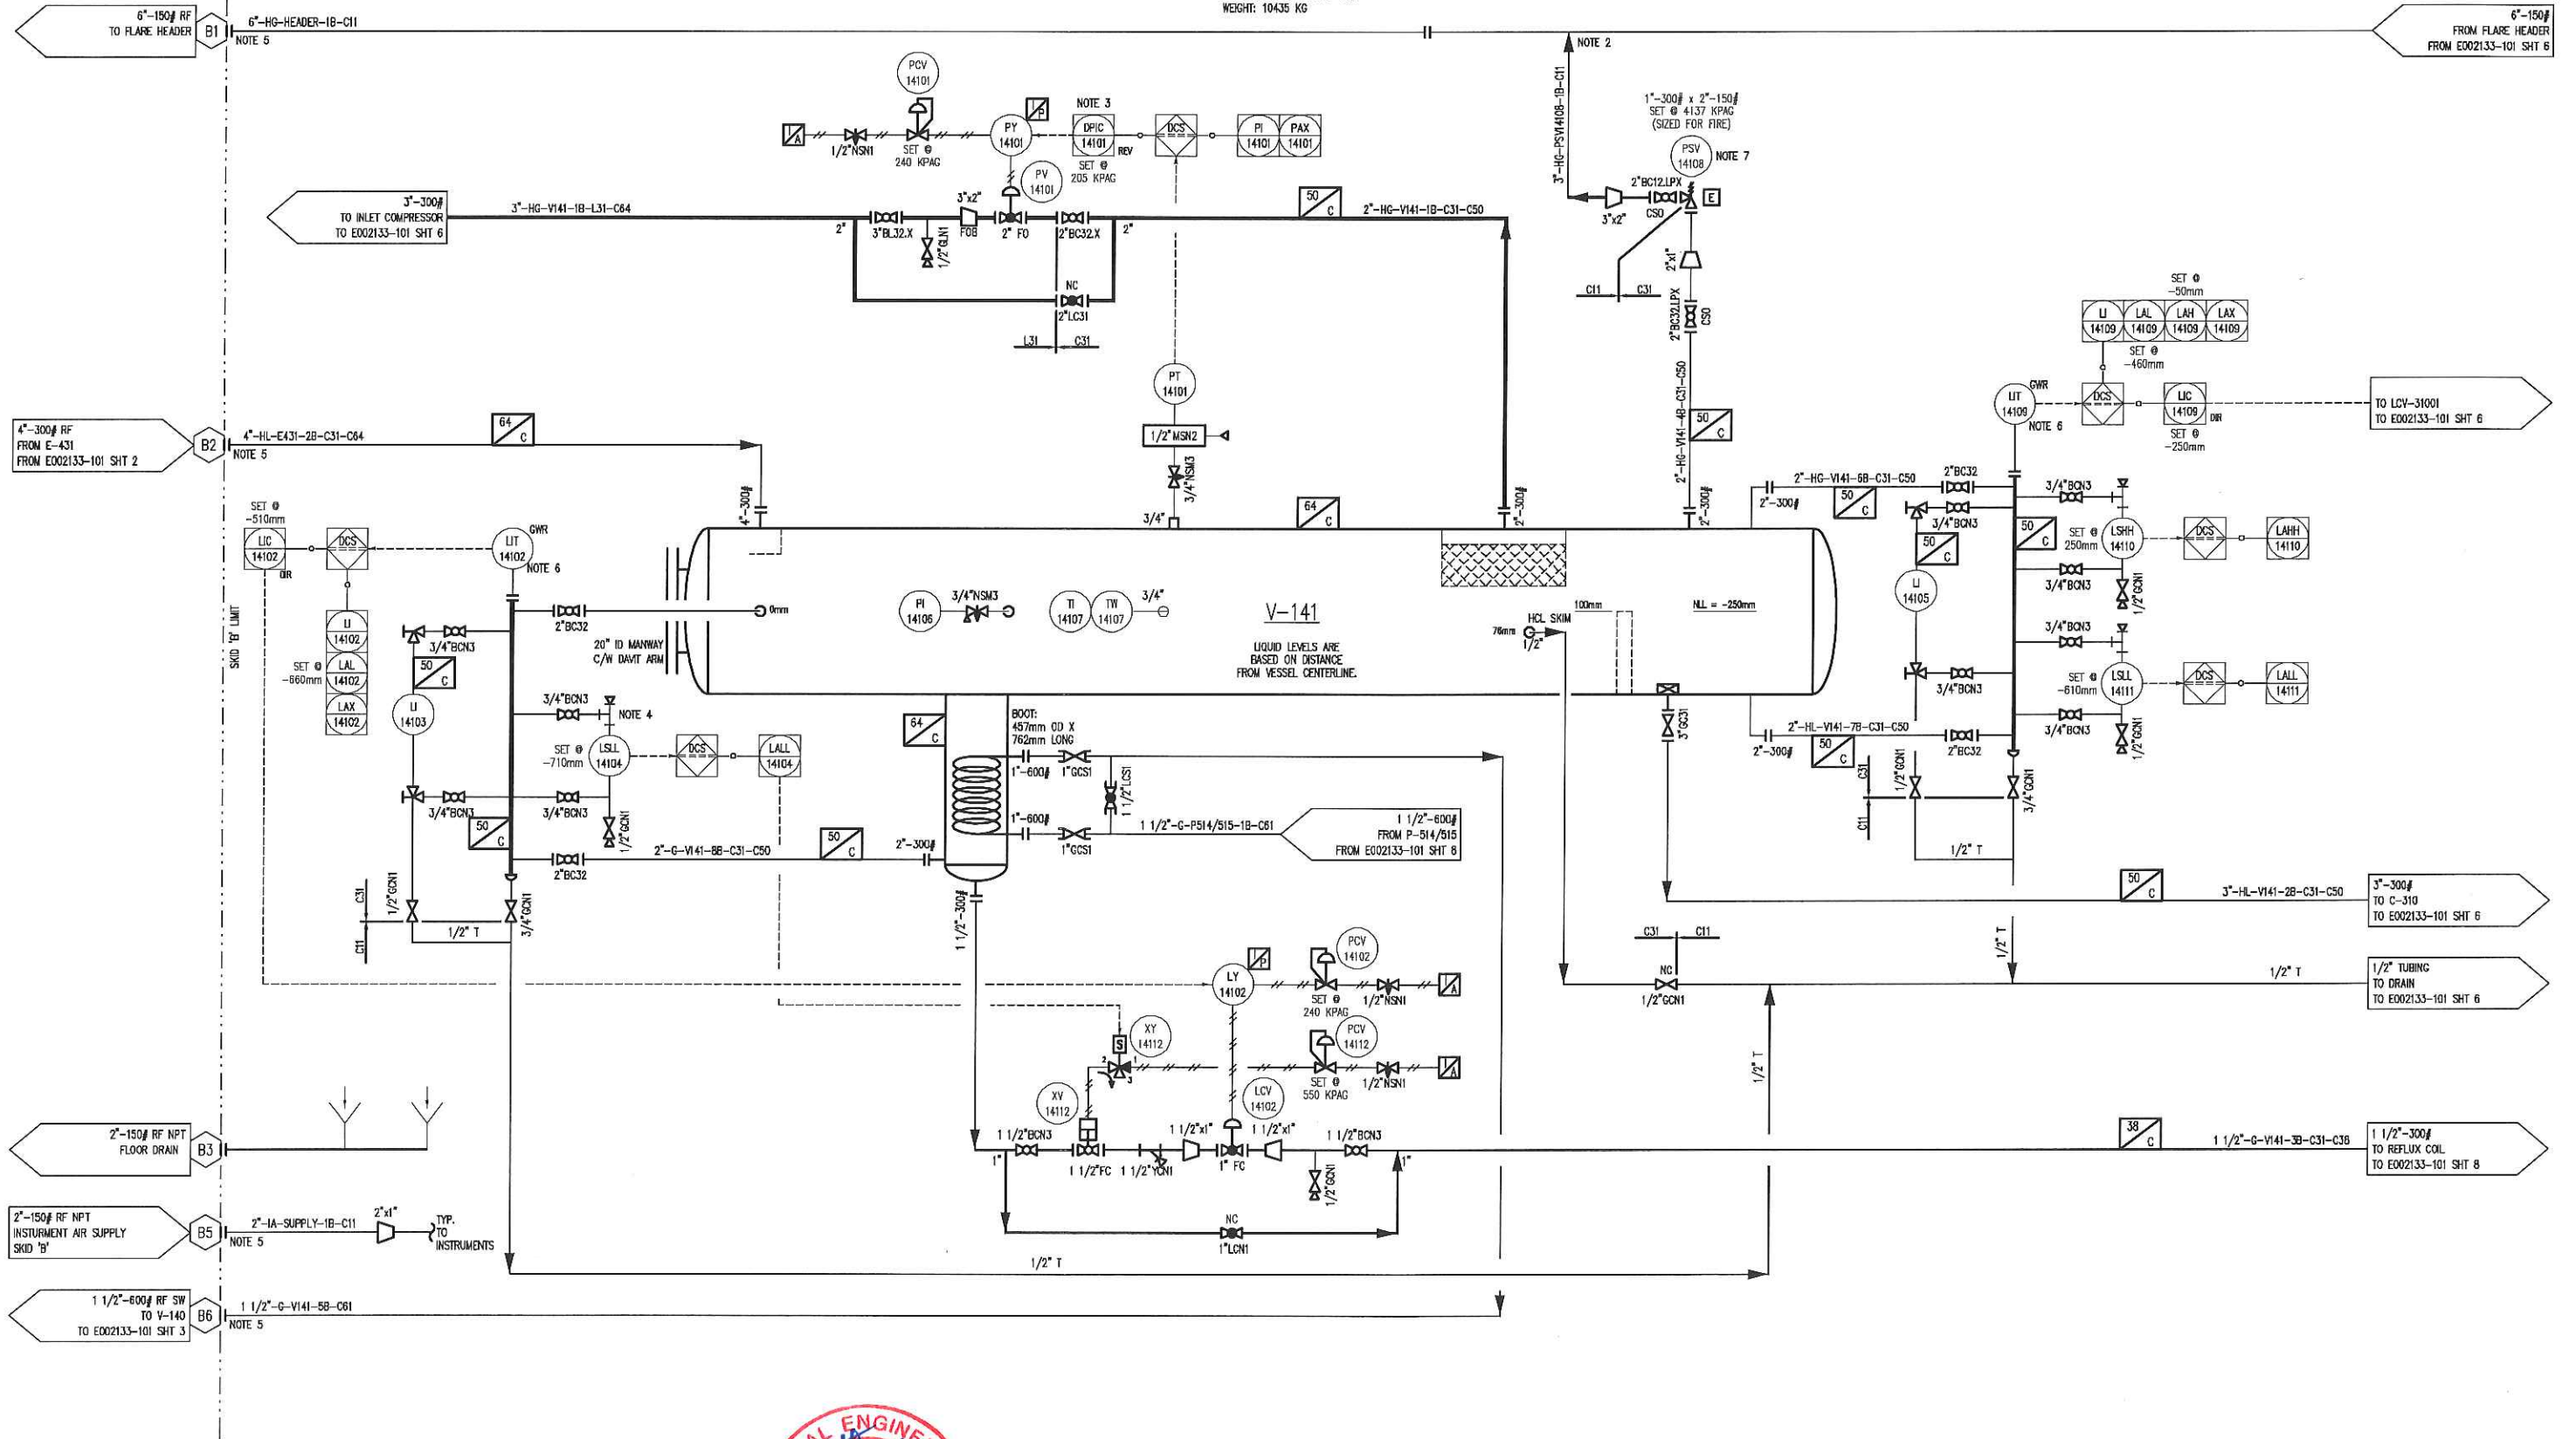 WEIGHT: 10435 KG
6"-150# RF
TO FLARE HEADER
B1
6"-HG-HEADER-1B-C11
NOTE 5
NOTE 2
6"-150#
FROM FLARE HEADER
FROM E002133-101 SHT 6
3"-HG-PSV14108-1B-C11
PCV
14101
I
A
1/2"NSN1
SET @
240 KPAG
PY
14101
I
P
NOTE 3
DPIC
14101
REV
SET @
205 KPAG
DCS
PI
14101
PAX
14101
PV
14101
1"-300# x 2"-150#
SET @ 4137 KPAG
(SIZED FOR FIRE)
PSV
14108
NOTE 7
2"BC12.LPX
CSO
E
3"x2"
2"x1"
2"BC32.LPX
CSO
C11
C31
3"-300#
TO INLET COMPRESSOR
TO E002133-101 SHT 6
3"-HG-V141-1B-L31-C64
2"
3"BL32.X
1/2"GLN1
3"x2"
FOB
2" FO
2"BC32.X
2"
50
C
2"-HG-V141-1B-C31-C50
NC
2"LC31
L31
C31
PT
14101
1/2"MSN2
3/4"NSM3
3/4"
2"-HG-V141-4B-C31-C50
50
C
2"-300#
2"-300#
SET @
-50mm
LI
14109
LAL
14109
LAH
14109
LAX
14109
SET @
-460mm
LIT
14109
GWR
NOTE 6
DCS
LIC
14109
DIR
SET @
-250mm
TO LCV-31001
TO E002133-101 SHT 6
4"-300# RF
FROM E-431
FROM E002133-101 SHT 2
B2
4"-HL-E431-2B-C31-C64
NOTE 5
64
C
4"-300#
64
C
SET @
-510mm
LIC
14102
DIR
DCS
LIT
14102
GWR
NOTE 6
LI
14102
LAL
14102
LAX
14102
SET @
-660mm
SKID 'B' LIMIT
2"BC32
0mm
3/4"BCN3
50
C
LI
14103
20" ID MANWAY
C/W DAVIT ARM
PI
14106
3/4"NSM3
TI
14107
TW
14107
3/4"
V-141
LIQUID LEVELS ARE
BASED ON DISTANCE
FROM VESSEL CENTERLINE.
HCL SKIM
76mm
1/2"
100mm
NLL = -250mm
2"-HG-V141-6B-C31-C50
2"-300#
50
C
2"BC32
3/4"BCN3
50
C
LI
14105
3/4"BCN3
50
C
3/4"BCN3
SET @
250mm
LSHH
14110
DCS
LAHH
14110
3/4"BCN3
1/2"GCN1
3/4"BCN3
SET @
-610mm
LSLL
14111
DCS
LALL
14111
3/4"BCN3
1/2"GCN1
2"-HL-V141-7B-C31-C50
2"-300#
50
C
2"BC32
1/2"GCN1
3/4"GCN1
C31
C11
1/2" T
3/4"BCN3
NOTE 4
SET @
-710mm
LSLL
14104
DCS
LALL
14104
3/4"BCN3
3/4"BCN3
1/2"GCN1
50
C
2"BC32
2"-G-V141-8B-C31-C50
50
C
2"-300#
C31
C11
1/2"GCN1
3/4"GCN1
1/2" T
64
C
BOOT:
457mm OD X
762mm LONG
1"-600#
1"GCS1
1 1/2"LCS1
1"-600#
1"GCS1
1 1/2"-G-P514/515-1B-C61
1 1/2"-600#
FROM P-514/515
FROM E002133-101 SHT 8
1 1/2"-300#
3"GC31
50
C
3"-HL-V141-2B-C31-C50
3"-300#
TO C-310
TO E002133-101 SHT 6
C31
C11
NC
1/2"GCN1
1/2" T
1/2" T
1/2" TUBING
TO DRAIN
TO E002133-101 SHT 6
LY
14102
I
P
PCV
14102
SET @
240 KPAG
1/2"NSN1
I
A
XY
14112
S
2
1
3
PCV
14112
SET @
550 KPAG
1/2"NSN1
I
A
XV
14112
LCV
14102
1/2" T
1"
1 1/2"BCN3
1 1/2"FC
1 1/2"YCN1
1 1/2"x1"
1" FC
1 1/2"x1"
1/2"GCN1
1 1/2"BCN3
1"
NC
1"LCN1
38
C
1 1/2"-G-V141-3B-C31-C38
1 1/2"-300#
TO REFLUX COIL
TO E002133-101 SHT 8
2"-150# RF NPT
FLOOR DRAIN
B3
2"-150# RF NPT
INSTURMENT AIR SUPPLY
SKID 'B'
B5
2"-IA-SUPPLY-1B-C11
NOTE 5
2"x1"
TYP.
TO
INSTRUMENTS
1/2" T
1 1/2"-600# RF SW
TO V-140
TO E002133-101 SHT 3
B6
1 1/2"-G-V141-5B-C61
NOTE 5